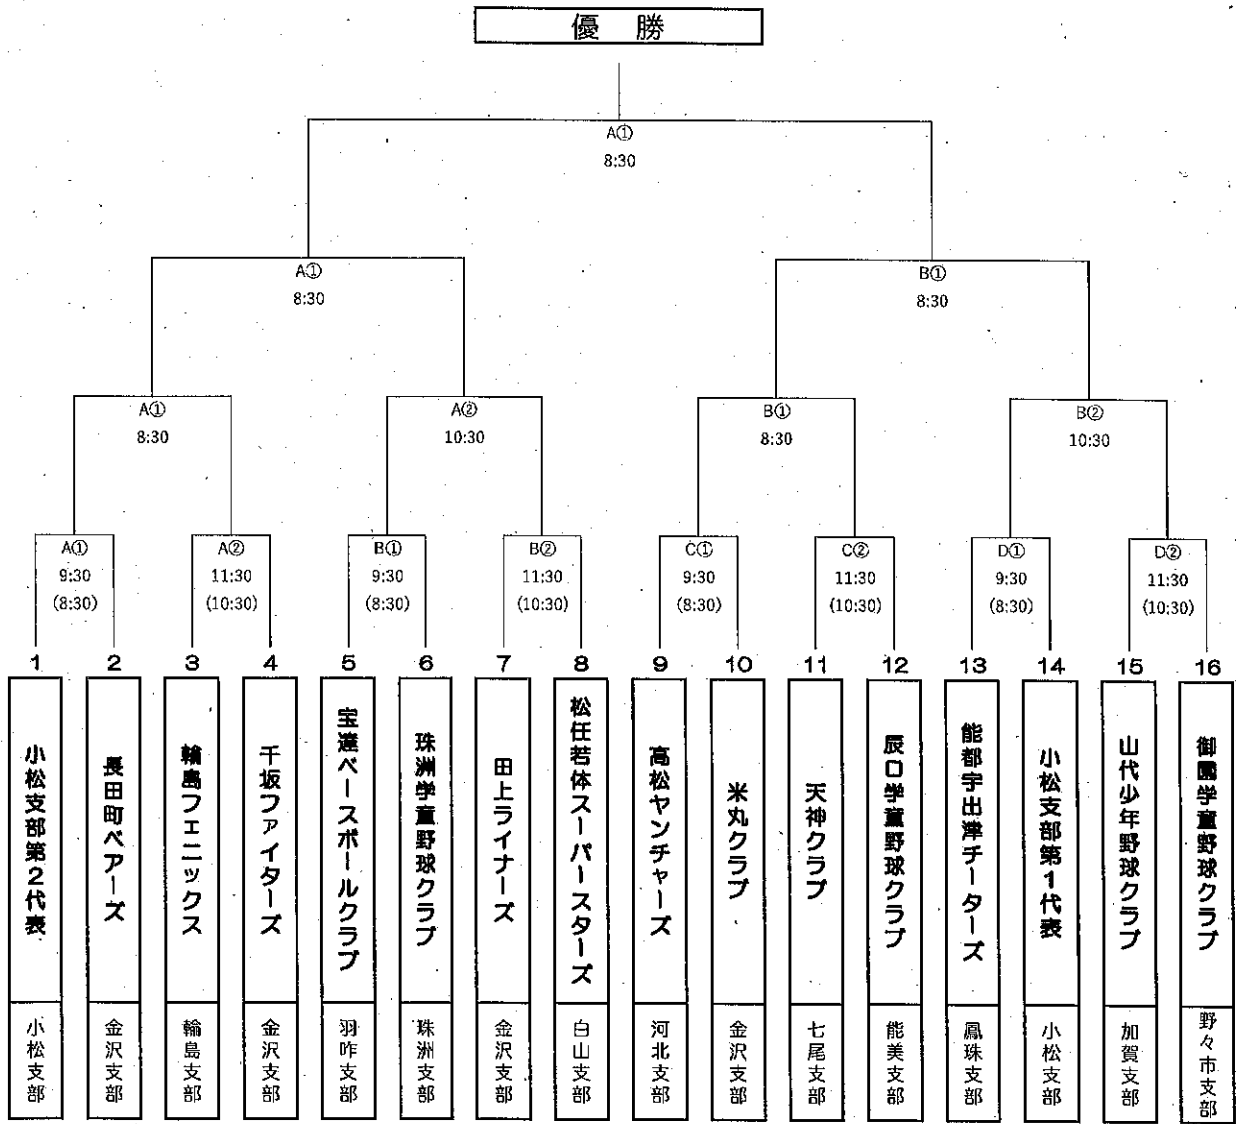 優 勝
A①
8:30
A①
8:30
B①
8:30
A①
8:30
A②
10:30
B①
8:30
B②
10:30
A①
9:30
(8:30)
A②
11:30
(10:30)
B①
9:30
(8:30)
B②
11:30
(10:30)
C①
9:30
(8:30)
C②
11:30
(10:30)
D①
9:30
(8:30)
D②
11:30
(10:30)
1
小松支部第2代表
小松支部
2
長田町ベアーズ
金沢支部
3
輪島フェニックス
輪島支部
4
千坂ファイターズ
金沢支部
5
宝達ベースボールクラブ
羽咋支部
6
珠洲学童野球クラブ
珠洲支部
7
田上ライナーズ
金沢支部
8
松任若体スーパースターズ
白山支部
9
高松ヤンチャーズ
河北支部
10
米丸クラブ
金沢支部
11
天神クラブ
七尾支部
12
辰口学童野球クラブ
能美支部
13
能都宇出津チーターズ
鳳珠支部
14
小松支部第1代表
小松支部
15
山代少年野球クラブ
加賀支部
16
御園学童野球クラブ
野々市支部